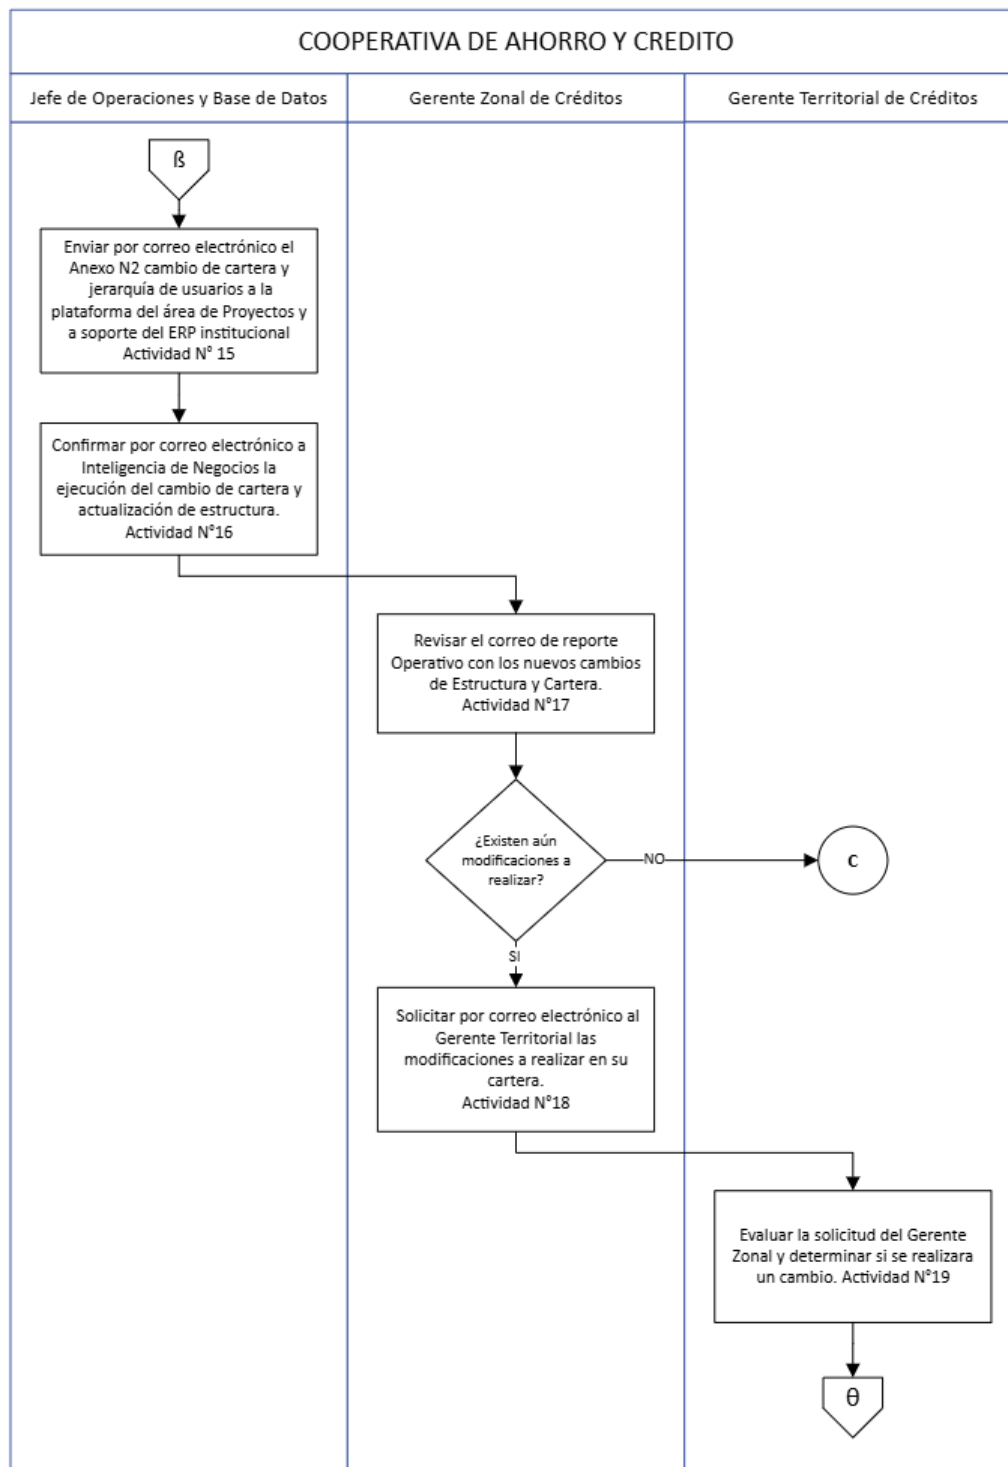 COOPERATIVA DE AHORRO Y CREDITO
Jefe de Operaciones y Base de Datos
Gerente Zonal de Créditos
Gerente Territorial de Créditos
ß
Enviar por correo electrónico el
Anexo N2 cambio de cartera y
jerarquía de usuarios a la
plataforma del área de Proyectos y
a soporte del ERP institucional
Actividad N° 15
Confirmar por correo electrónico a
Inteligencia de Negocios la
ejecución del cambio de cartera y
actualización de estructura.
Actividad N°16
Revisar el correo de reporte
Operativo con los nuevos cambios
de Estructura y Cartera.
Actividad N°17
¿Existen aún
modificaciones a
realizar?
NO
C
SI
Solicitar por correo electrónico al
Gerente Territorial las
modificaciones a realizar en su
cartera.
Actividad N°18
Evaluar la solicitud del Gerente
Zonal y determinar si se realizara
un cambio. Actividad N°19
θ